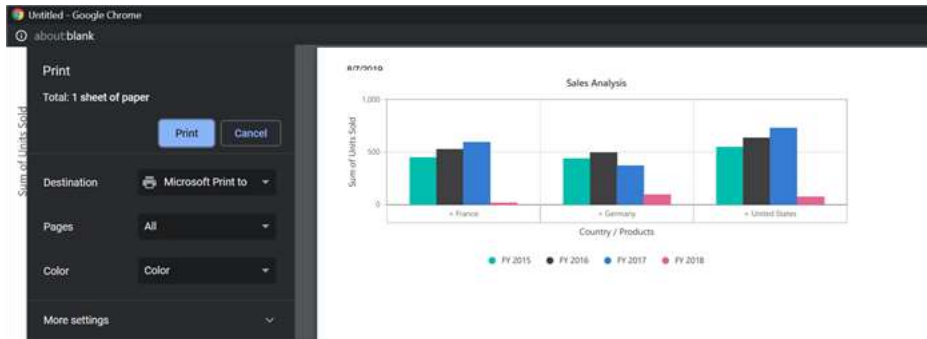 Untitled - Google Chrome
about:blank
Print
Total: 1 sheet of paper
Print Cancel
Destination Microsoft Print to
Pages All
Color Color
More settings
Sum of Units Sold
8/7/2019
Sales Analysis
Sum of Units Sold
1,000
500
0
+ France + Germany + United States
Country / Products
FY 2015 FY 2016 FY 2017 FY 2018